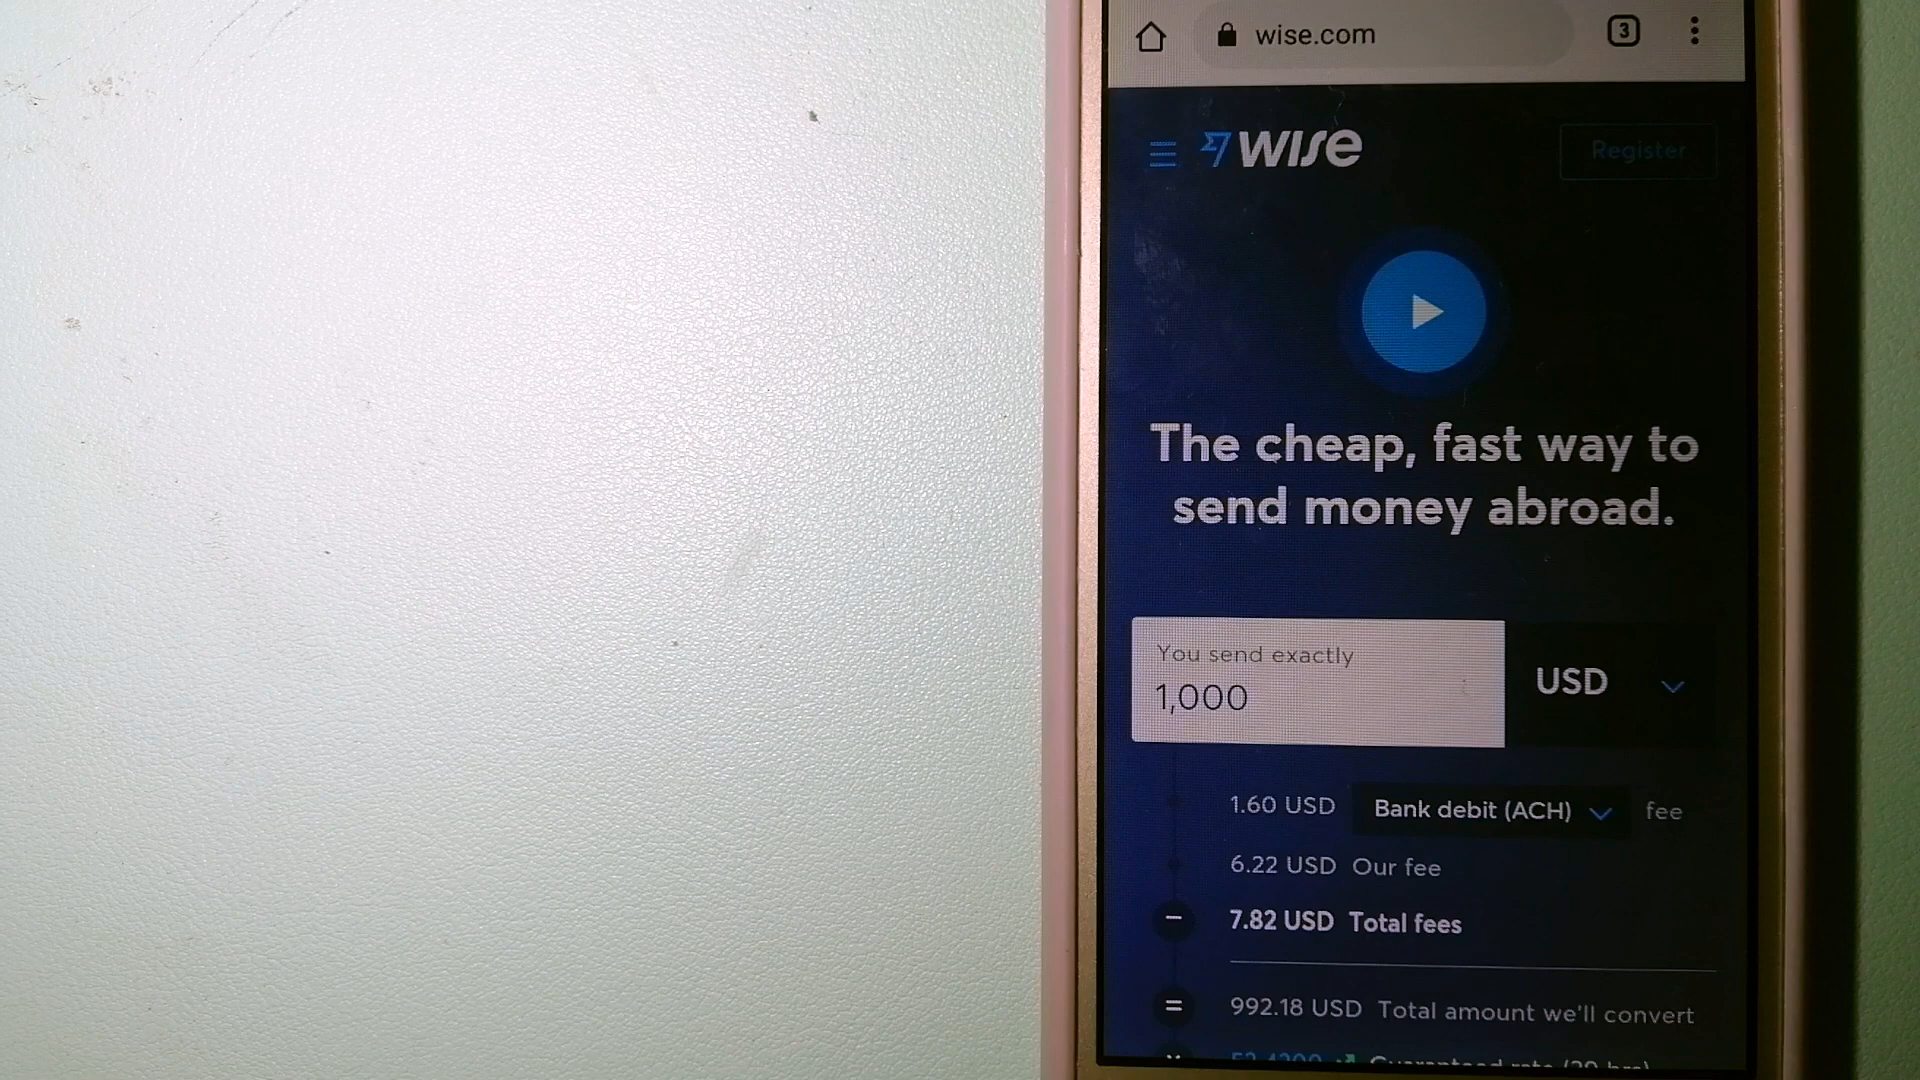 wise.com
3
wise
Register
The cheap, fast way to
send money abroad.
You send exactly
1,000
USD
1.60 USD Bank debit (ACH) fee
6.22 USD Our fee
7.82 USD Total fees
992.18 USD Total amount we'll convert
Guaranteed rate